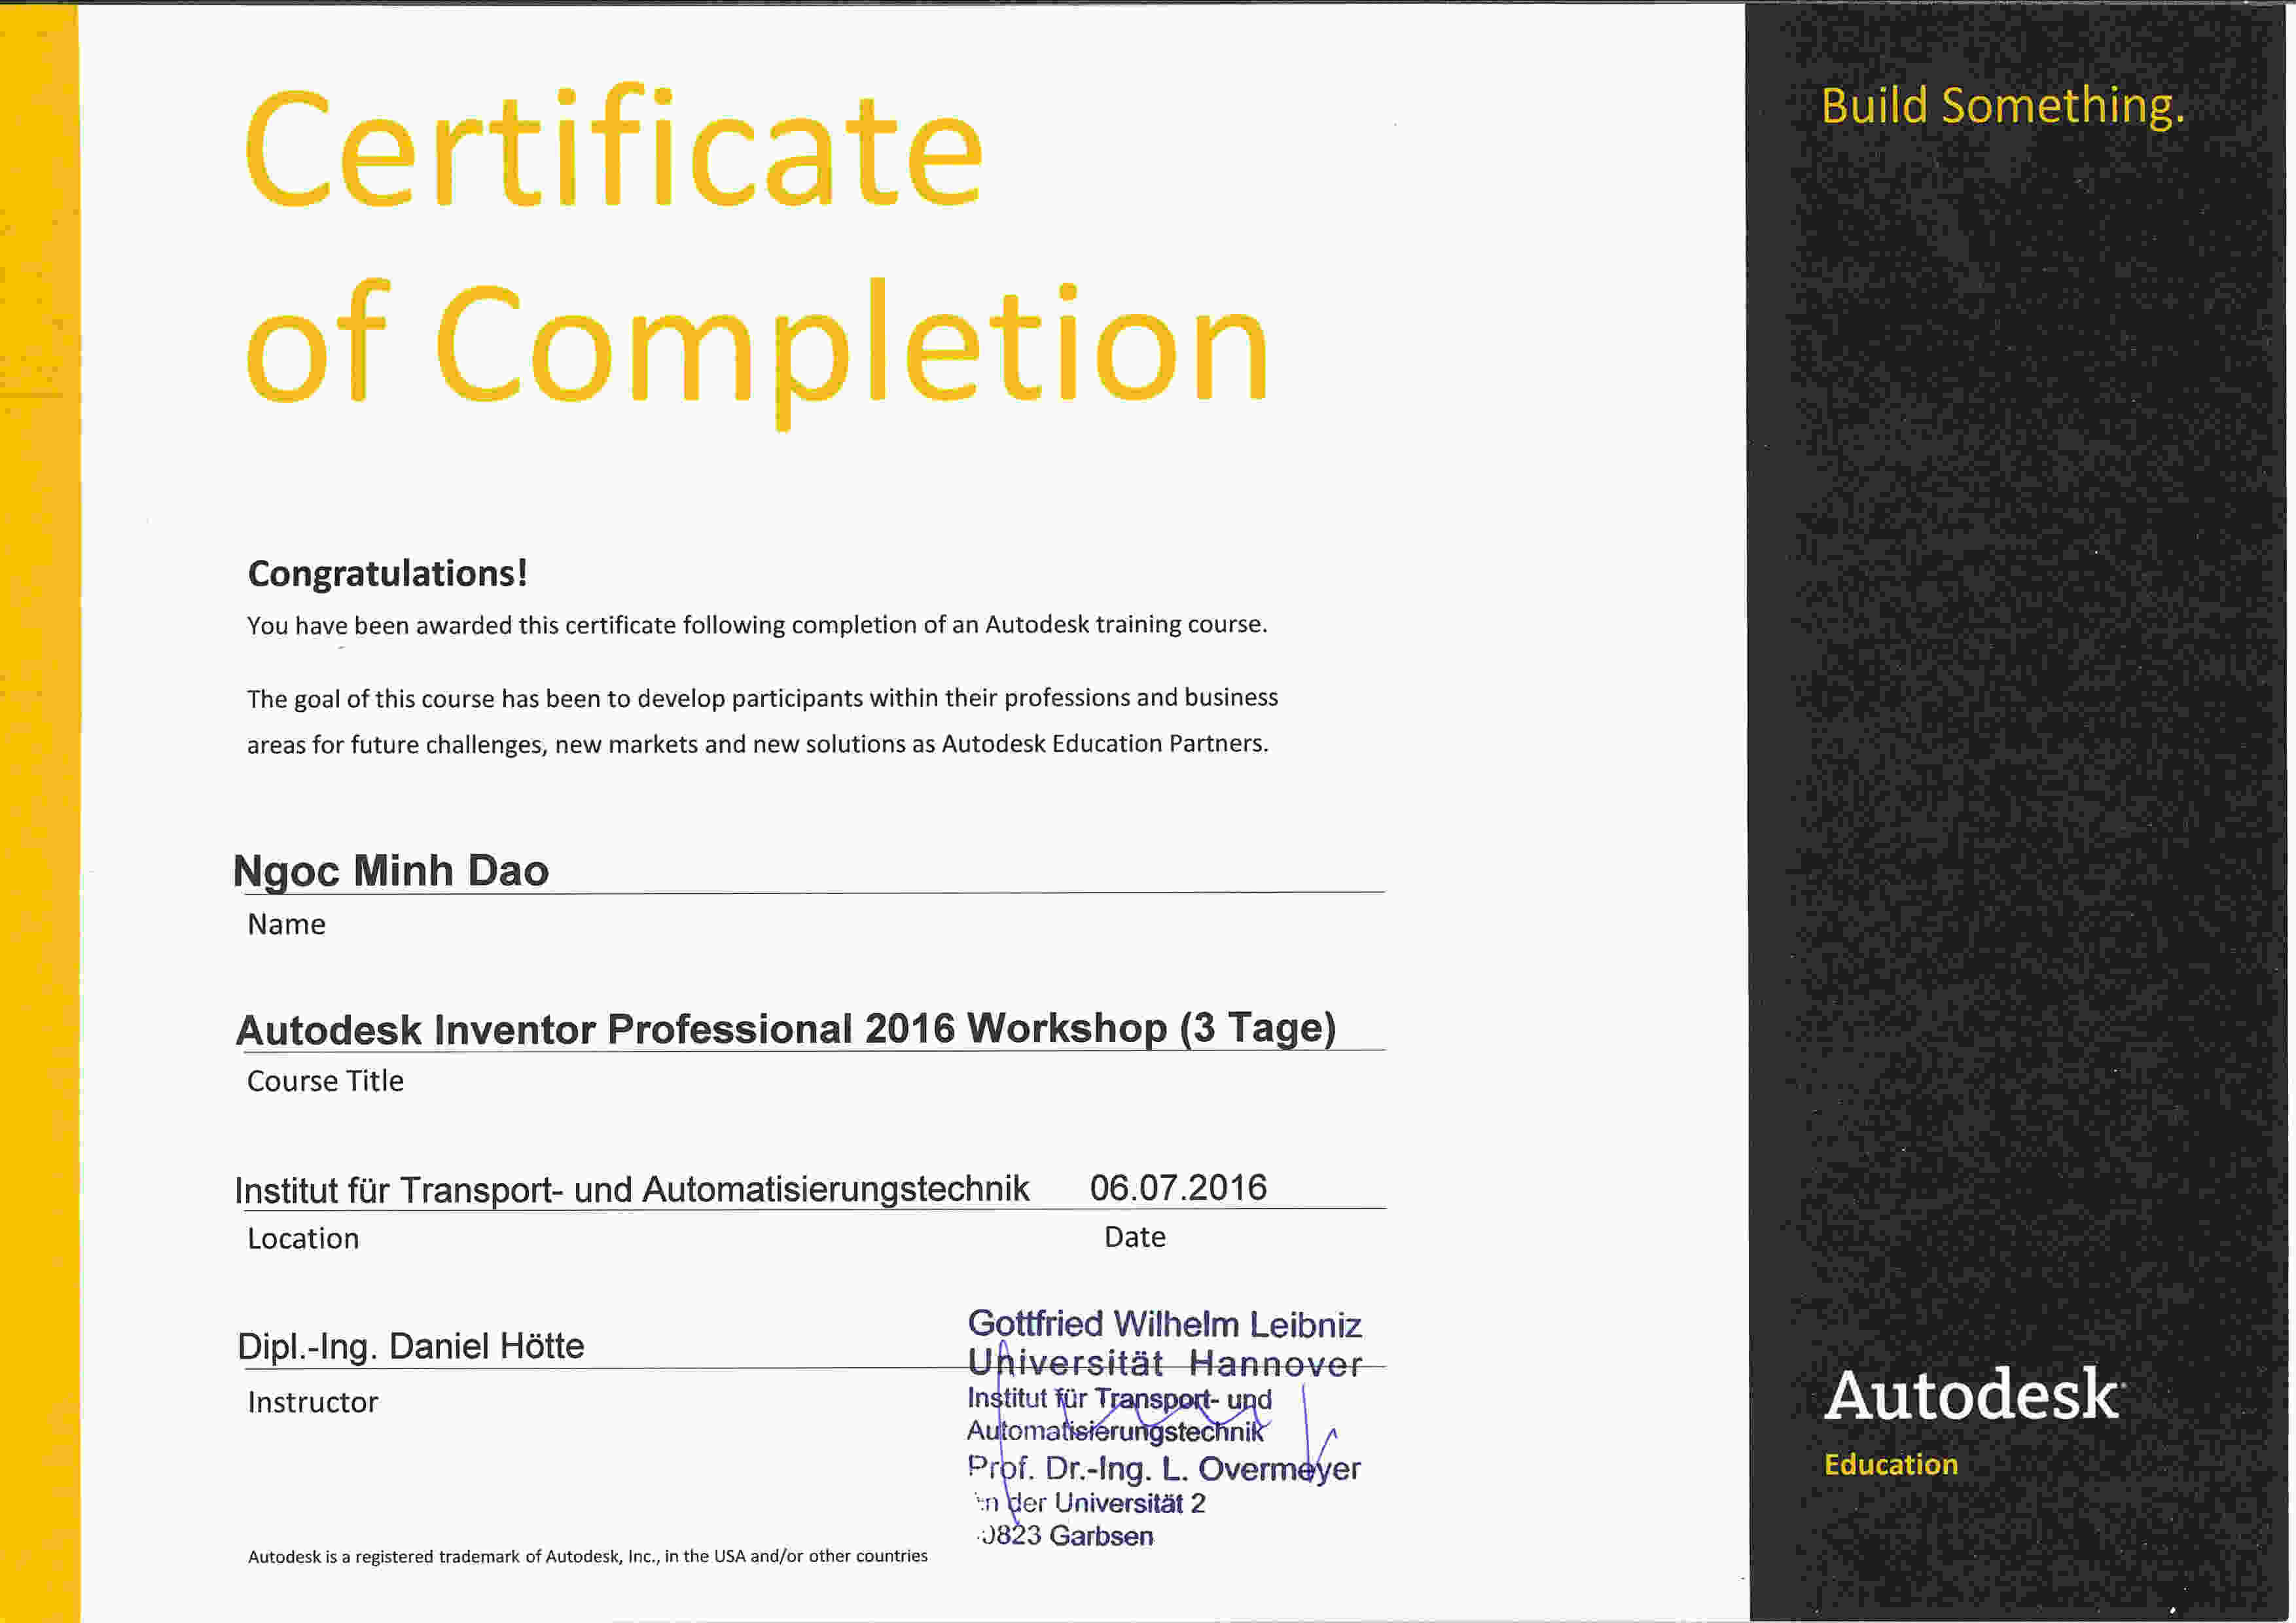 Certificate
of Completion
Build Something.
Congratulations!
You have been awarded this certificate following completion of an Autodesk training course.
The goal of this course has been to develop participants within their professions and business
areas for future challenges, new markets and new solutions as Autodesk Education Partners.
Ngoc Minh Dao
Name
Autodesk Inventor Professional 2016 Workshop (3 Tage)
Course Title
Institut für Transport- und Automatisierungstechnik 06.07.2016
Location Date
Dipl.-Ing. Daniel Hötte
Instructor
Gottfried Wilhelm Leibniz
Universität Hannover
Institut für Transport- und
Automatisierungstechnik
Prof. Dr.-Ing. L. Overmeyer
der Universität 2
Garbsen
Autodesk is a registered trademark of Autodesk, Inc., in the USA and/or other countries
Autodesk
Education